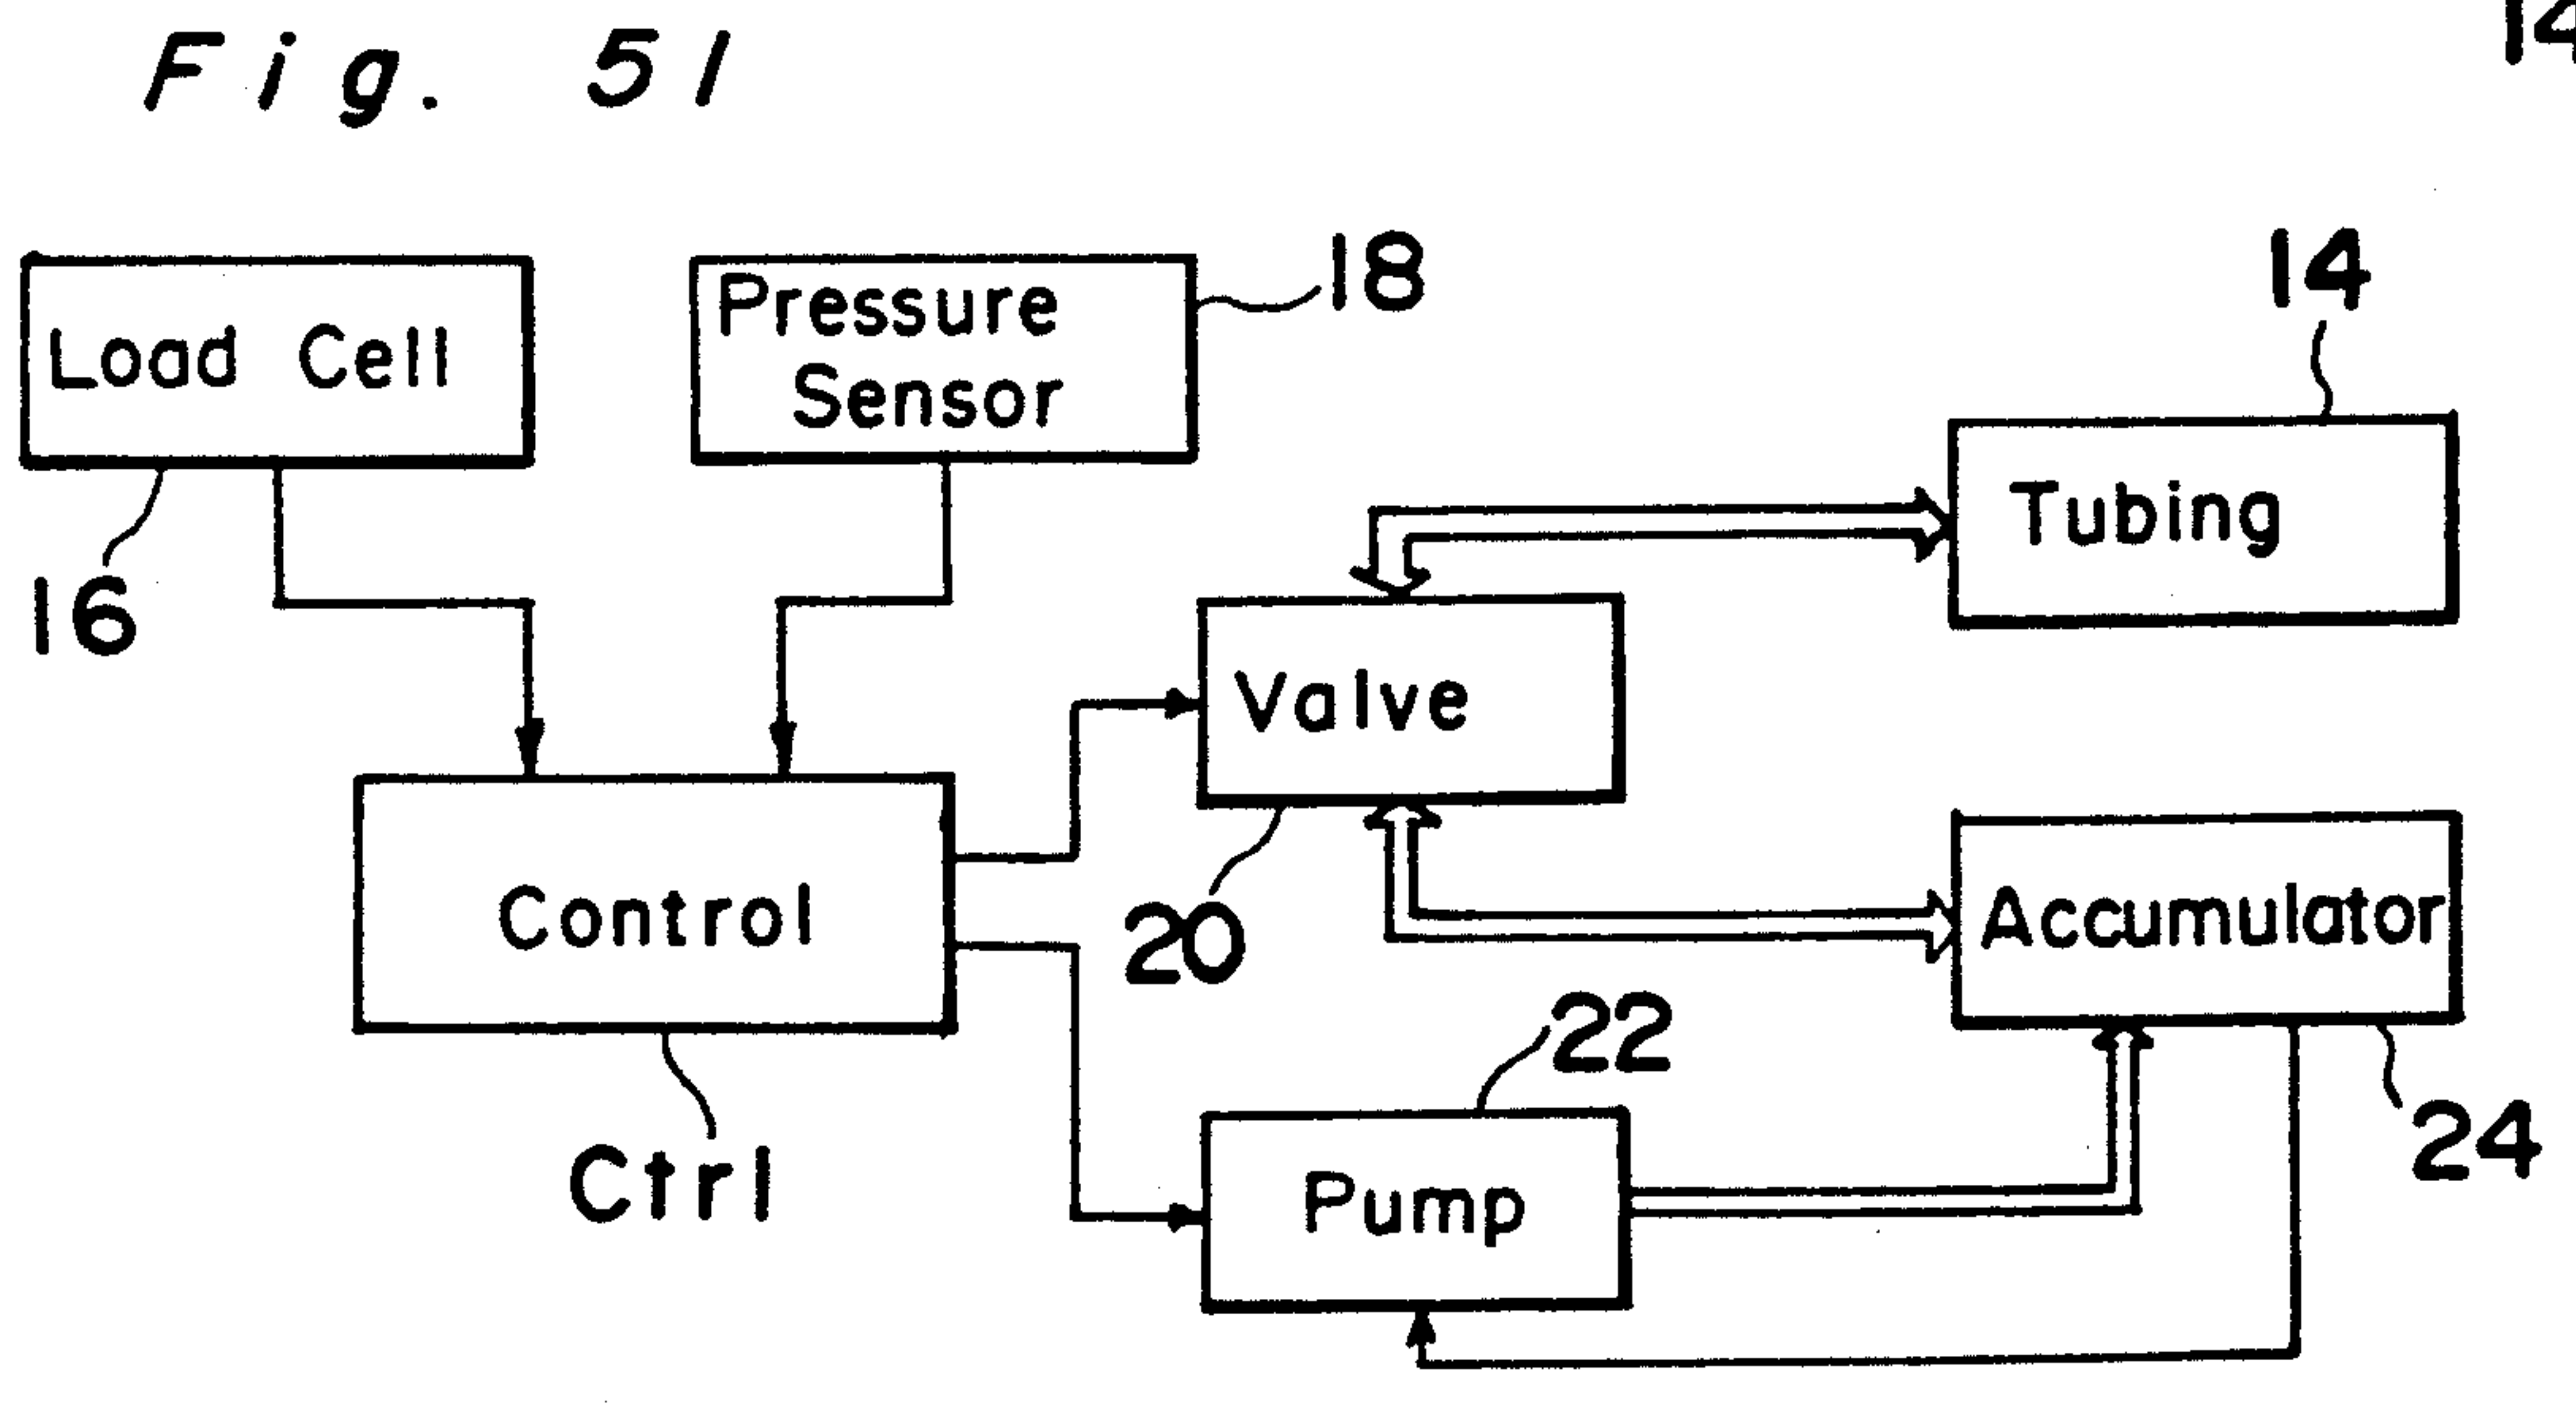 Fig. 51
14
Load Cell
Pressure
Sensor
18
14
Tubing
16
Valve
Control
20
Accumulator
22
Pump
24
Ctrl